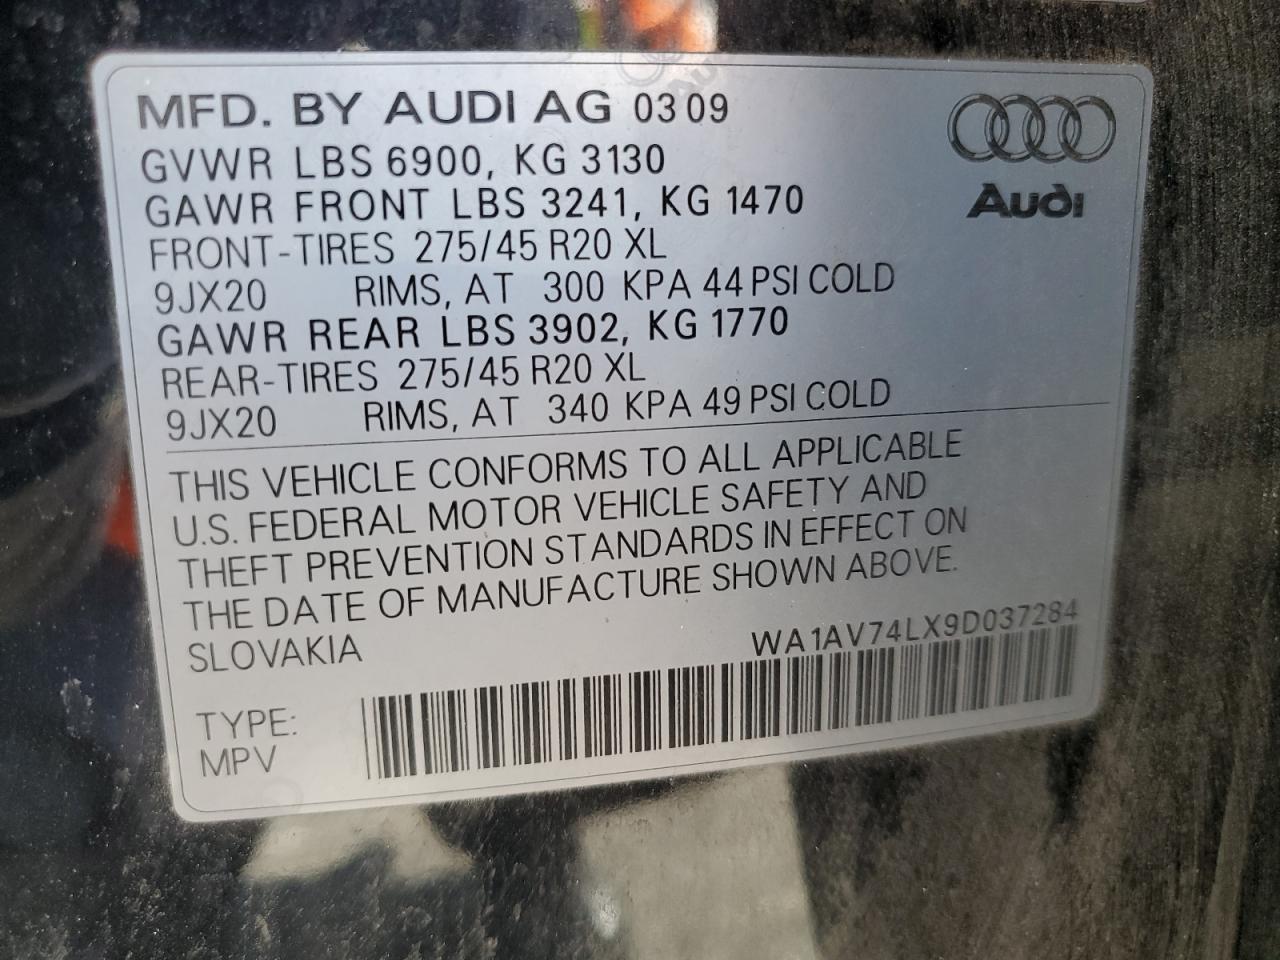 MFD. BY AUDI AG 03 09
GVWR LBS 6900, KG 3130
GAWR FRONT LBS 3241, KG 1470
FRONT-TIRES 275/45 R20 XL
9JX20 RIMS, AT 300 KPA 44 PSI COLD
GAWR REAR LBS 3902, KG 1770
REAR-TIRES 275/45 R20 XL
9JX20 RIMS, AT 340 KPA 49 PSI COLD
Audi
THIS VEHICLE CONFORMS TO ALL APPLICABLE
U.S. FEDERAL MOTOR VEHICLE SAFETY AND
THEFT PREVENTION STANDARDS IN EFFECT ON
THE DATE OF MANUFACTURE SHOWN ABOVE.
SLOVAKIA
WA1AV74LX9D037284
TYPE:
MPV